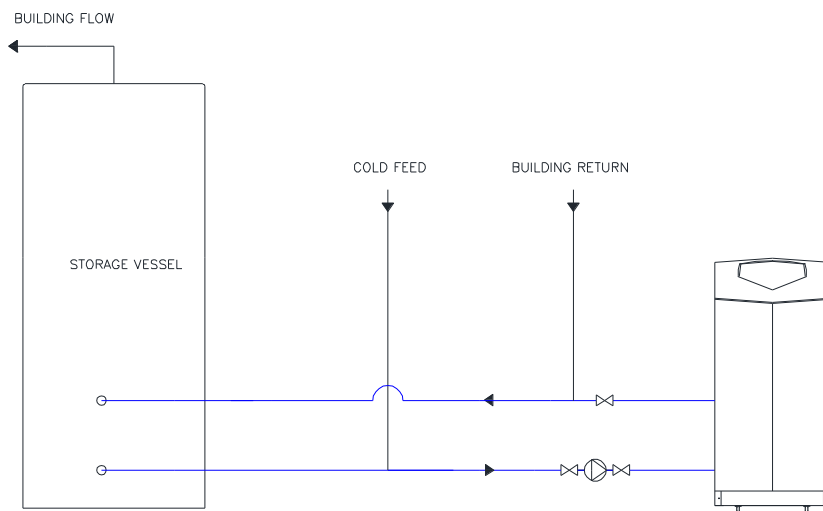 BUILDING FLOW
COLD FEED
BUILDING RETURN
STORAGE VESSEL